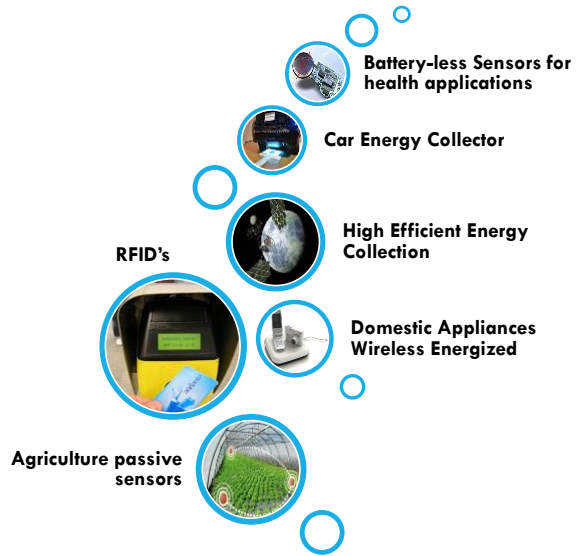 Battery-less Sensors for
health applications
Car Energy Collector
High Efficient Energy
Collection
RFID's
Domestic Appliances
Wireless Energized
Agriculture passive
sensors